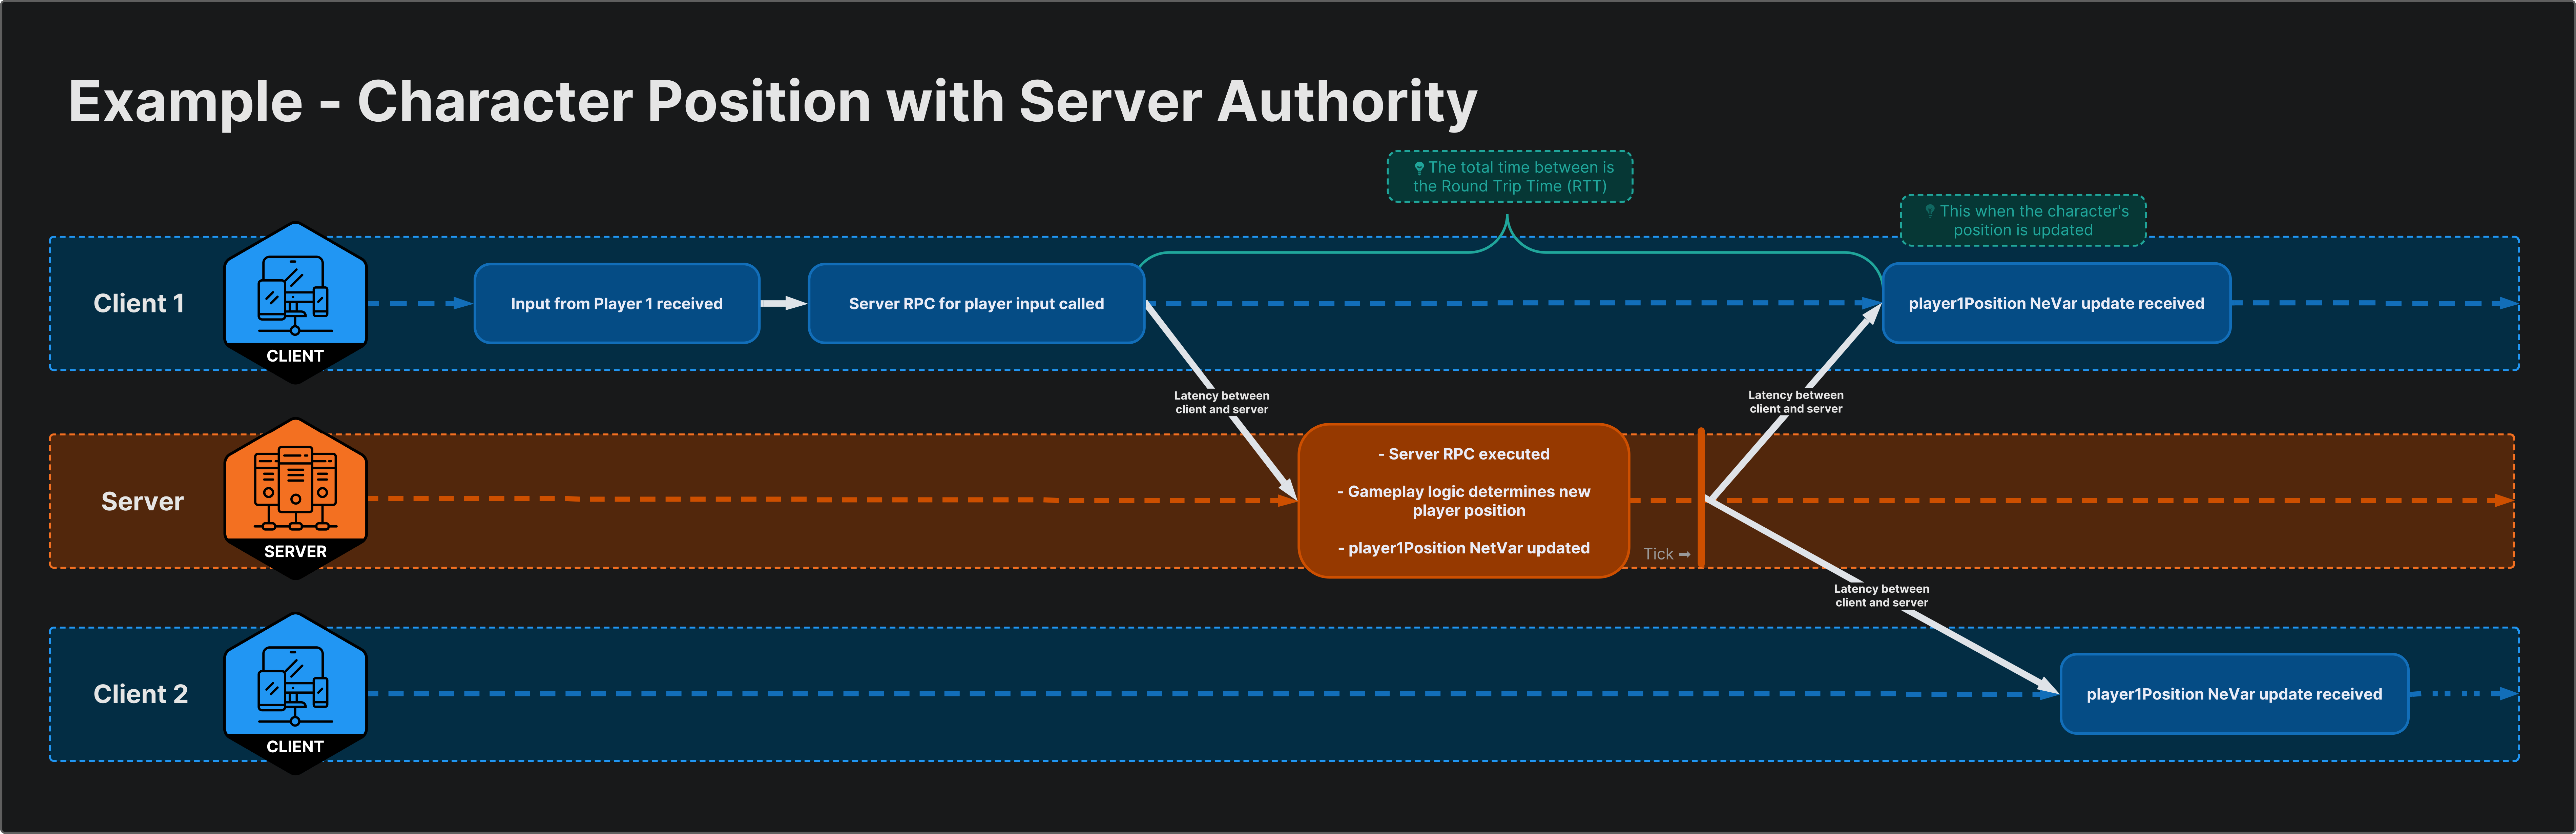 Example - Character Position with Server Authority
The total time between is
the Round Trip Time (RTT)
This when the character's
position is updated
Client 1
CLIENT
Input from Player 1 received
Server RPC for player input called
player1Position NeVar update received
Latency between
client and server
Latency between
client and server
Server
SERVER
- Server RPC executed
- Gameplay logic determines new
player position
- player1Position NetVar updated
Tick ➡
Latency between
client and server
Client 2
CLIENT
player1Position NeVar update received